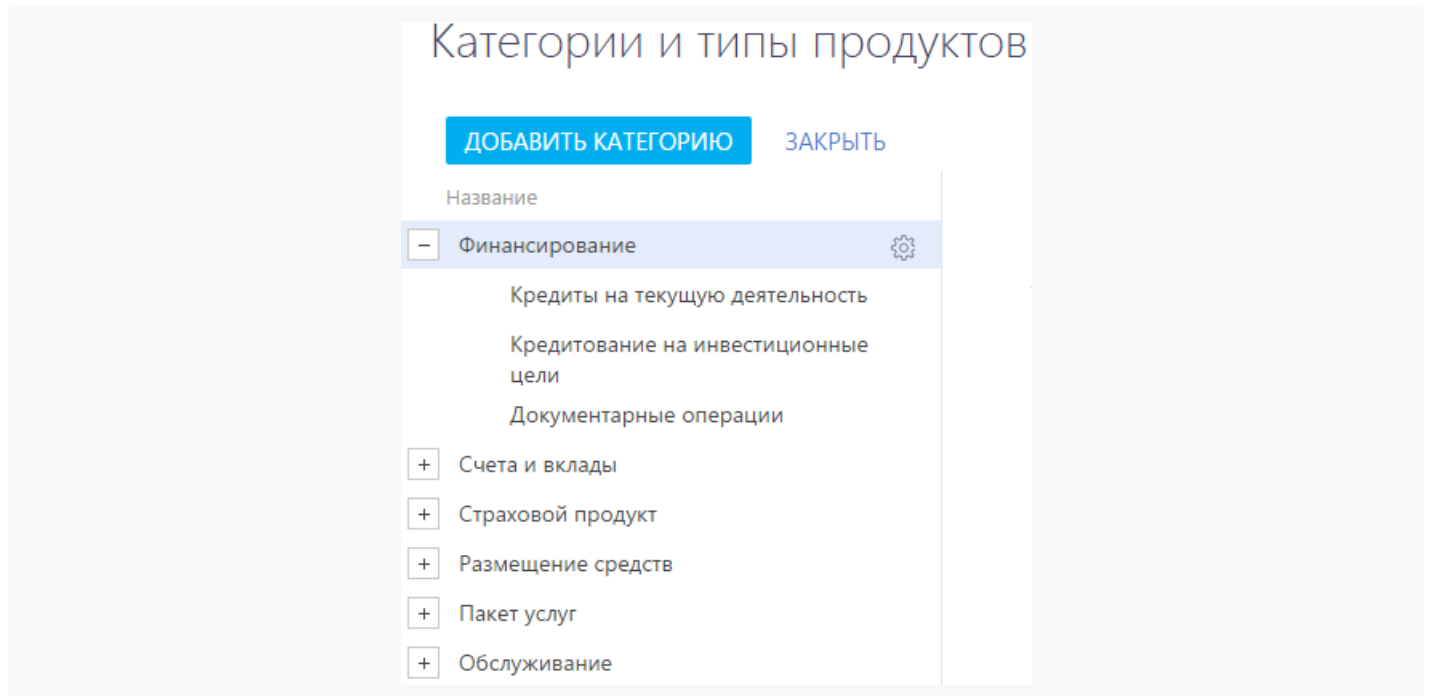 Категории и типы продуктов
ДОБАВИТЬ КАТЕГОРИЮ ЗАКРЫТЬ
Название
− Финансирование
Кредиты на текущую деятельность
Кредитование на инвестиционные
цели
Документарные операции
+ Счета и вклады
+ Страховой продукт
+ Размещение средств
+ Пакет услуг
+ Обслуживание